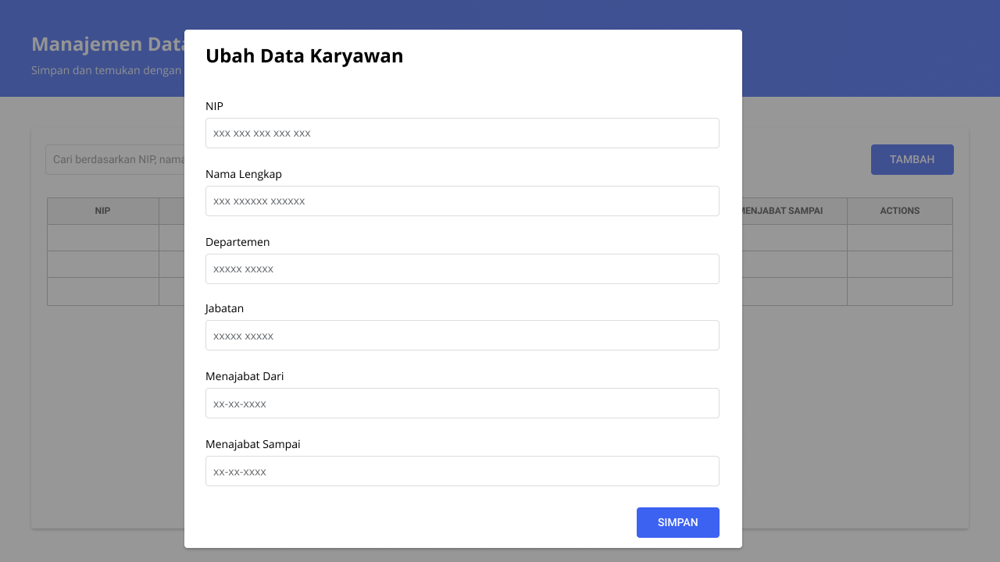 Manajemen Data
Simpan dan temukan dengan
Cari berdasarkan NIP, nama
TAMBAH
NIP
MENJABAT SAMPAI
ACTIONS
Ubah Data Karyawan
NIP
xxx xxx xxx xxx xxx
Nama Lengkap
xxx xxxxxx xxxxxx
Departemen
xxxxx xxxxx
Jabatan
xxxxx xxxxx
Menajabat Dari
xx-xx-xxxx
Menajabat Sampai
xx-xx-xxxx
SIMPAN